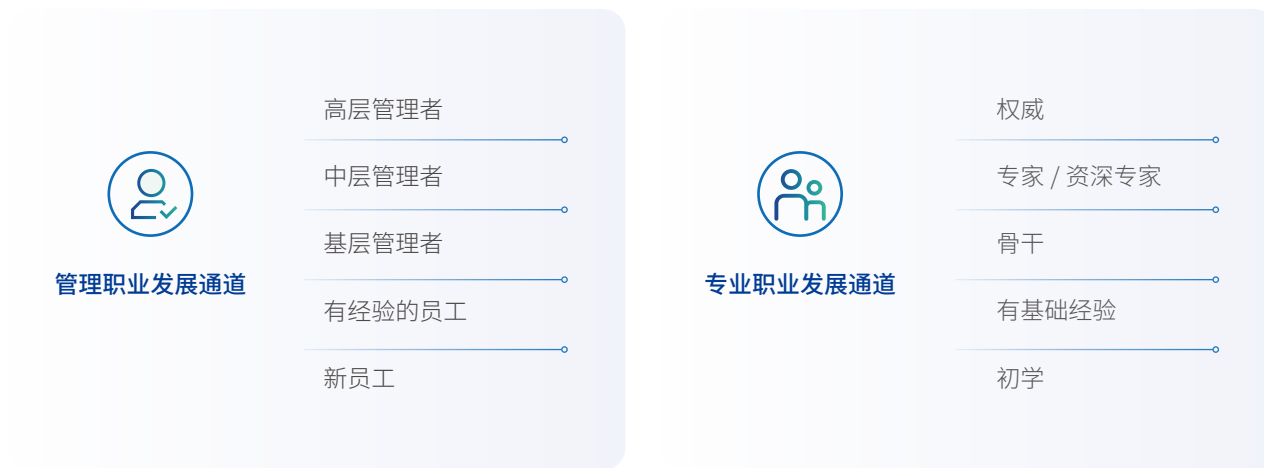 管理职业发展通道
高层管理者
中层管理者
基层管理者
有经验的员工
新员工
专业职业发展通道
权威
专家 / 资深专家
骨干
有基础经验
初学